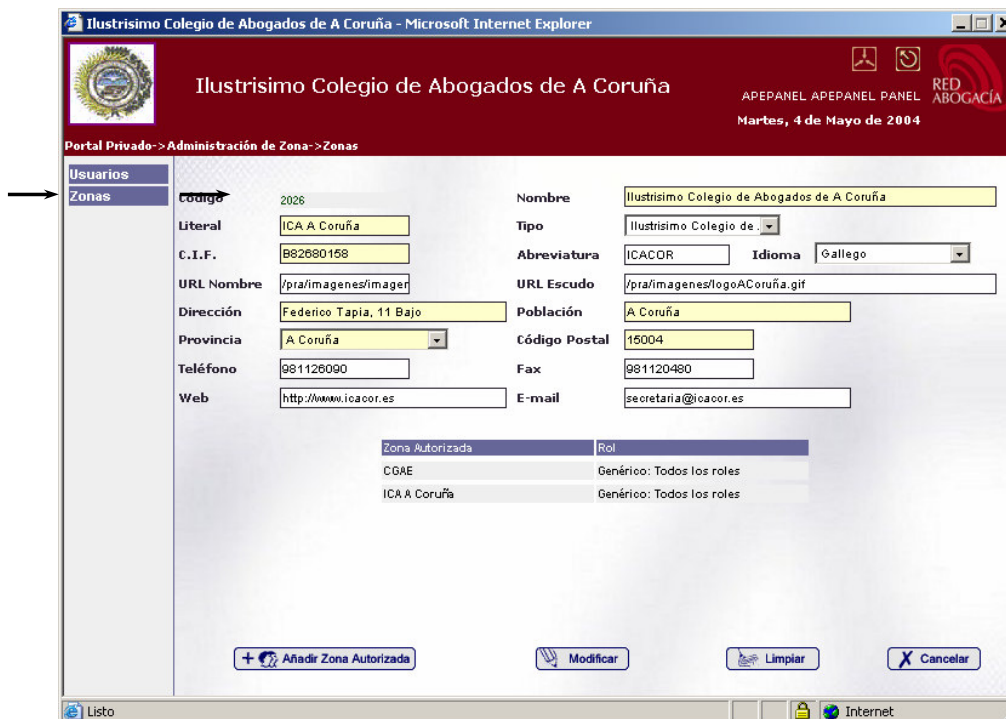 Ilustrisimo Colegio de Abogados de A Coruña - Microsoft Internet Explorer
Ilustrisimo Colegio de Abogados de A Coruña
RED
ABOGACÍA
APEPANEL APEPANEL PANEL
Martes, 4 de Mayo de 2004
Portal Privado->Administración de Zona->Zonas
Usuarios
Zonas
Código 2026 Nombre Ilustrisimo Colegio de Abogados de A Coruña
Literal ICA A Coruña Tipo Ilustrisimo Colegio de .
C.I.F. B82680158 Abreviatura ICACOR Idioma Gallego
URL Nombre /pra/imagenes/imager URL Escudo /pra/imagenes/logoACoruña.gif
Dirección Federico Tapia, 11 Bajo Población A Coruña
Provincia A Coruña Código Postal 15004
Teléfono 981126090 Fax 981120480
Web http://www.icacor.es E-mail secretaria@icacor.es
Zona Autorizada Rol
CGAE Genérico: Todos los roles
ICA A Coruña Genérico: Todos los roles
+ Añadir Zona Autorizada Modificar Limpiar X Cancelar
Listo Internet